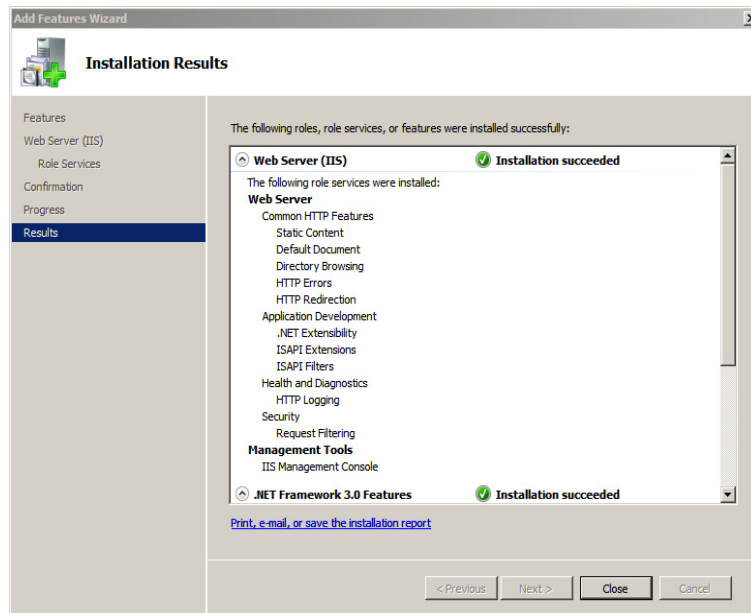 Add Features Wizard
Installation Results
Features
Web Server (IIS)
Role Services
Confirmation
Progress
Results
The following roles, role services, or features were installed successfully:
Web Server (IIS) Installation succeeded
The following role services were installed:
Web Server
Common HTTP Features
Static Content
Default Document
Directory Browsing
HTTP Errors
HTTP Redirection
Application Development
.NET Extensibility
ISAPI Extensions
ISAPI Filters
Health and Diagnostics
HTTP Logging
Security
Request Filtering
Management Tools
IIS Management Console
.NET Framework 3.0 Features Installation succeeded
Print, e-mail, or save the installation report
< Previous Next > Close Cancel